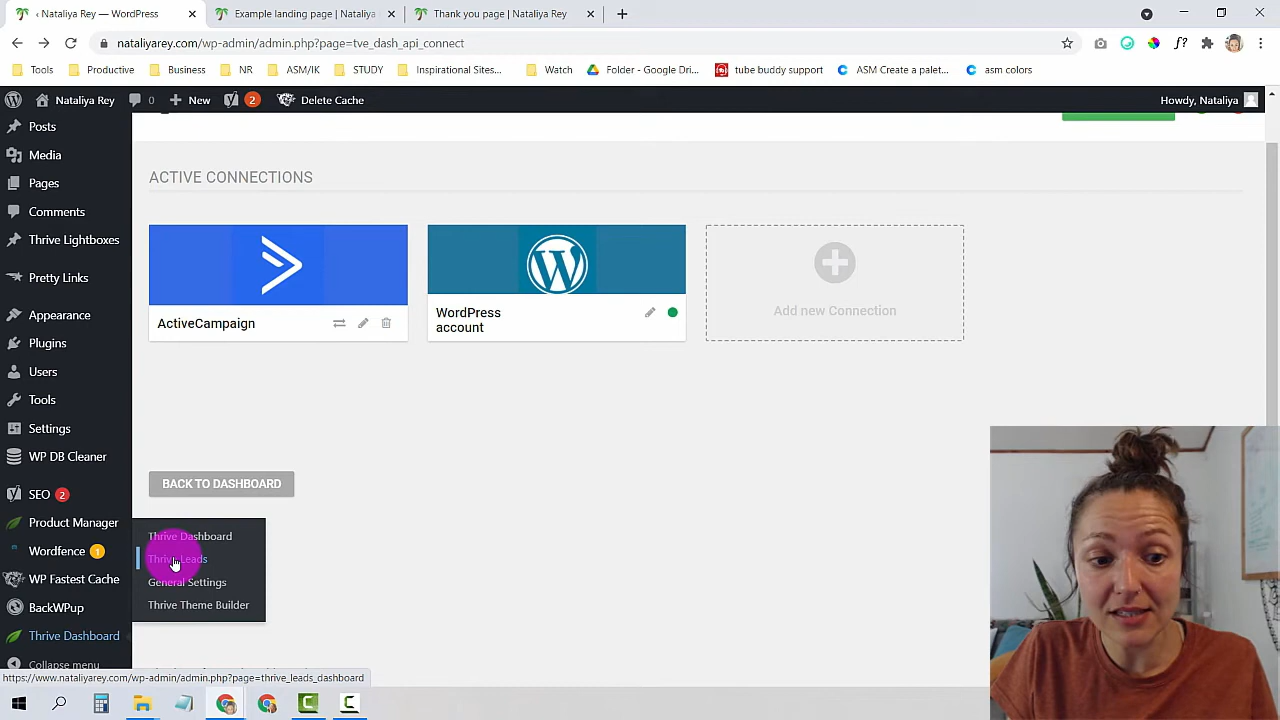 Nataliya Rey — WordPress
Example landing page | Nataliya
Thank you page | Nataliya Rey
nataliyarey.com/wp-admin/admin.php?page=tve_dash_api_connect
Tools
Productive
Business
NR
ASM/IK
STUDY
Inspirational Sites...
Watch
Folder - Google Dri...
tube buddy support
ASM Create a palet...
asm colors
Nataliya Rey
0
New
2
Delete Cache
Howdy, Nataliya
Posts
Media
Pages
Comments
Thrive Lightboxes
Pretty Links
Appearance
Plugins
Users
Tools
Settings
WP DB Cleaner
SEO 2
Product Manager
Wordfence 1
WP Fastest Cache
BackWPup
Thrive Dashboard
Collapse menu
ACTIVE CONNECTIONS
ActiveCampaign
WordPress
account
Add new Connection
BACK TO DASHBOARD
Thrive Dashboard
Thrive Leads
General Settings
Thrive Theme Builder
https://www.nataliyarey.com/wp-admin/admin.php?page=thrive_leads_dashboard